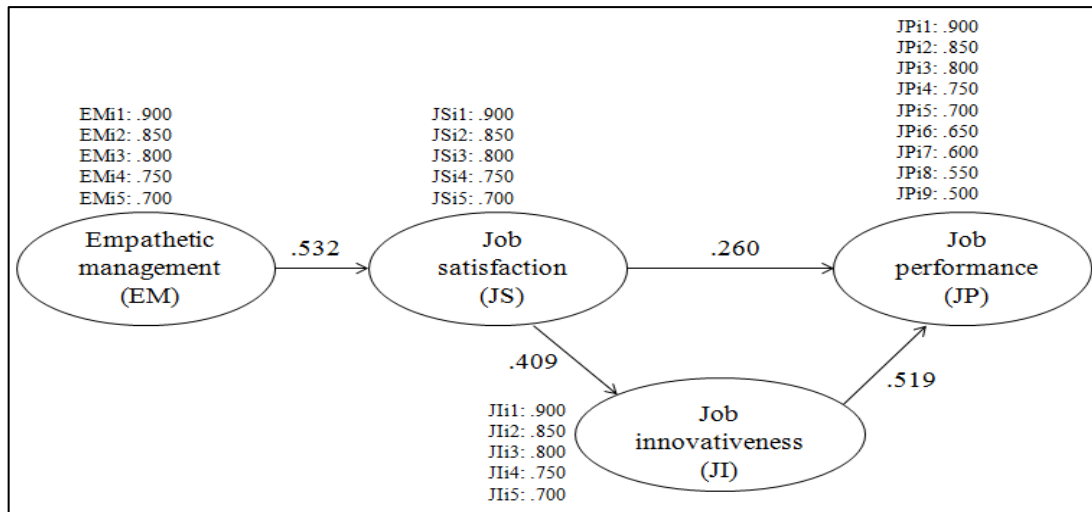 JPi1: .900
JPi2: .850
JPi3: .800
JPi4: .750
JPi5: .700
JPi6: .650
JPi7: .600
JPi8: .550
JPi9: .500
EMi1: .900
EMi2: .850
EMi3: .800
EMi4: .750
EMi5: .700
JSi1: .900
JSi2: .850
JSi3: .800
JSi4: .750
JSi5: .700
Empathetic
management
(EM)
.532
Job
satisfaction
(JS)
.260
Job
performance
(JP)
.409
.519
JIi1: .900
JIi2: .850
JIi3: .800
JIi4: .750
JIi5: .700
Job
innovativeness
(JI)